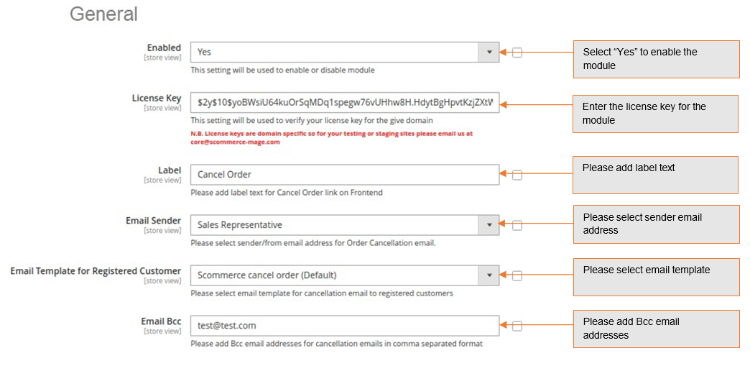 General
Enabled
[store view]
Yes
This setting will be used to enable or disable module
Select “Yes” to enable the
module
License Key
[store view]
This setting will be used to verify your license key for the give domain
N.B. License keys are domain specific so for your testing or staging sites please email us at
core@scommerce-mage.com
Enter the license key for the
module
Label
[store view]
Cancel Order
Please add label text for Cancel Order link on Frontend
Please add label text
Email Sender
[store view]
Sales Representative
Please select sender/from email address for Order Cancellation email.
Please select sender email
address
Email Template for Registered Customer
[store view]
Scommerce cancel order (Default)
Please select email template for cancellation email to registered customers
Please select email template
Email Bcc
[store view]
test@test.com
Please add Bcc email addresses for cancellation emails in comma separated format
Please add Bcc email
addresses